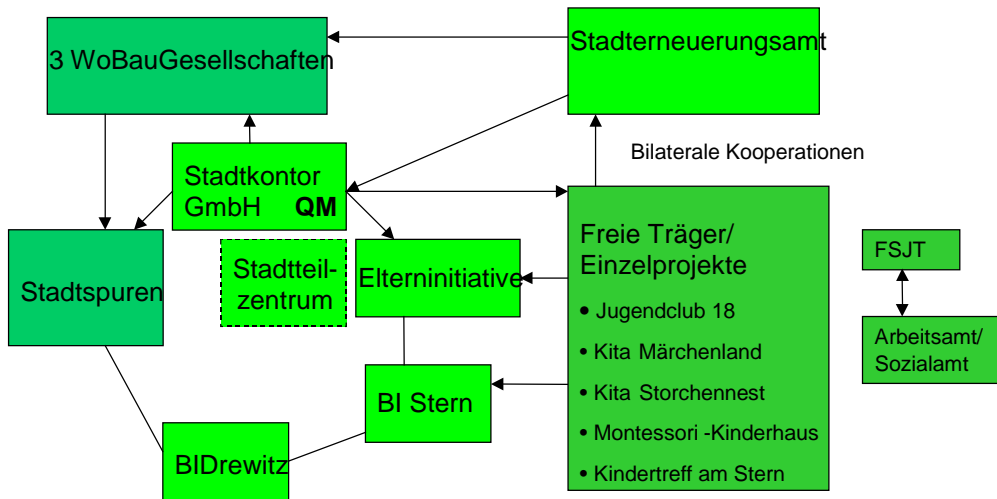 3 WoBauGesellschaften
Stadterneuerungsamt
Bilaterale Kooperationen
Stadtkontor
GmbH QM
Stadtspuren
Stadtteil-
zentrum
Elterninitiative
Freie Träger/
Einzelprojekte
• Jugendclub 18
• Kita Märchenland
• Kita Storchennest
• Montessori -Kinderhaus
• Kindertreff am Stern
FSJT
Arbeitsamt/
Sozialamt
BI Stern
BIDrewitz